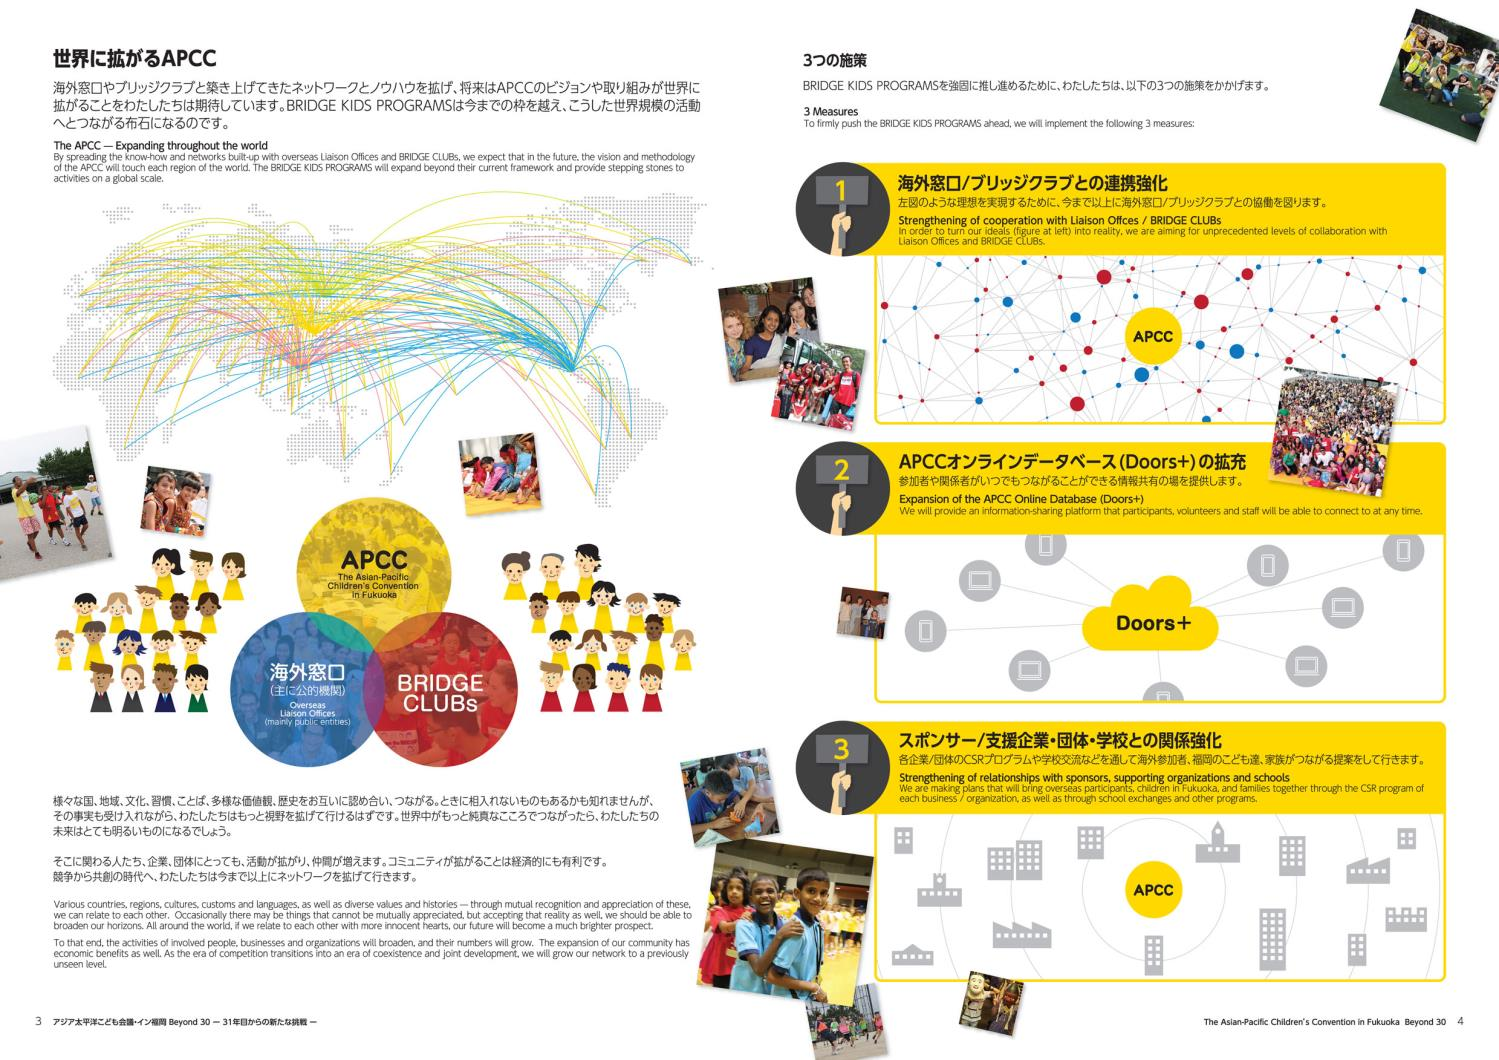 世界に拡がるAPCC
海外窓口やブリッジクラブと築き上げてきたネットワークとノウハウを拡げ、将来はAPCCのビジョンや取り組みが世界に
拡がることをわたしたちは期待しています。BRIDGE KIDS PROGRAMSは今までの枠を越え、こうした世界規模の活動
へとつながる布石になるのです。
The APCC — Expanding throughout the world
By spreading the know-how and networks built-up with overseas Liaison Offices and BRIDGE CLUBs, we expect that in the future, the vision and methodology
of the APCC will touch each region of the world. The BRIDGE KIDS PROGRAMS will expand beyond their current framework and provide stepping stones to
activities on a global scale.
APCC
The Asian-Pacific
Children's Convention
in Fukuoka
海外窓口
(主に公的機関)
Overseas
Liaison Offices
(mainly public entities)
BRIDGE
CLUBs
様々な国、地域、文化、習慣、ことば、多様な価値観、歴史をお互いに認め合い、つながる。ときに相入れないものもあるかも知れませんが、
その事実も受け入れながら、わたしたちはもっと視野を拡げて行けるはずです。世界中がもっと純真なこころでつながったら、わたしたちの
未来はとても明るいものになるでしょう。
そこに関わる人たち、企業、団体にとっても、活動が拡がり、仲間が増えます。コミュニティが拡がることは経済的にも有利です。
競争から共創の時代へ、わたしたちは今まで以上にネットワークを拡げて行きます。
Various countries, regions, cultures, customs and languages, as well as diverse values and histories — through mutual recognition and appreciation of these,
we can relate to each other. Occasionally there may be things that cannot be mutually appreciated, but accepting that reality as well, we should be able to
broaden our horizons. All around the world, if we relate to each other with more innocent hearts, our future will become a much brighter prospect.
To that end, the activities of involved people, businesses and organizations will broaden, and their numbers will grow. The expansion of our community has
economic benefits as well. As the era of competition transitions into an era of coexistence and joint development, we will grow our network to a previously
unseen level.
3 アジア太平洋こども会議・イン福岡 Beyond 30 ー 31年目からの新たな挑戦 ー
3つの施策
BRIDGE KIDS PROGRAMSを強固に推し進めるために、わたしたちは、以下の3つの施策をかかげます。
3 Measures
To firmly push the BRIDGE KIDS PROGRAMS ahead, we will implement the following 3 measures:
1
海外窓口/ブリッジクラブとの連携強化
左図のような理想を実現するために、今まで以上に海外窓口/ブリッジクラブとの協働を図ります。
Strengthening of cooperation with Liaison Offces / BRIDGE CLUBs
In order to turn our ideals (figure at left) into reality, we are aiming for unprecedented levels of collaboration with
Liaison Offices and BRIDGE CLUBs.
APCC
2
APCCオンラインデータベース(Doors+)の拡充
参加者や関係者がいつでもつながることができる情報共有の場を提供します。
Expansion of the APCC Online Database (Doors+)
We will provide an information-sharing platform that participants, volunteers and staff will be able to connect to at any time.
Doors+
3
スポンサー/支援企業・団体・学校との関係強化
各企業/団体のCSRプログラムや学校交流などを通して海外参加者、福岡のこども達、家族がつながる提案をして行きます。
Strengthening of relationships with sponsors, supporting organizations and schools
We are making plans that will bring overseas participants, children in Fukuoka, and families together through the CSR program of
each business / organization, as well as through school exchanges and other programs.
APCC
The Asian-Pacific Children's Convention in Fukuoka Beyond 30 4